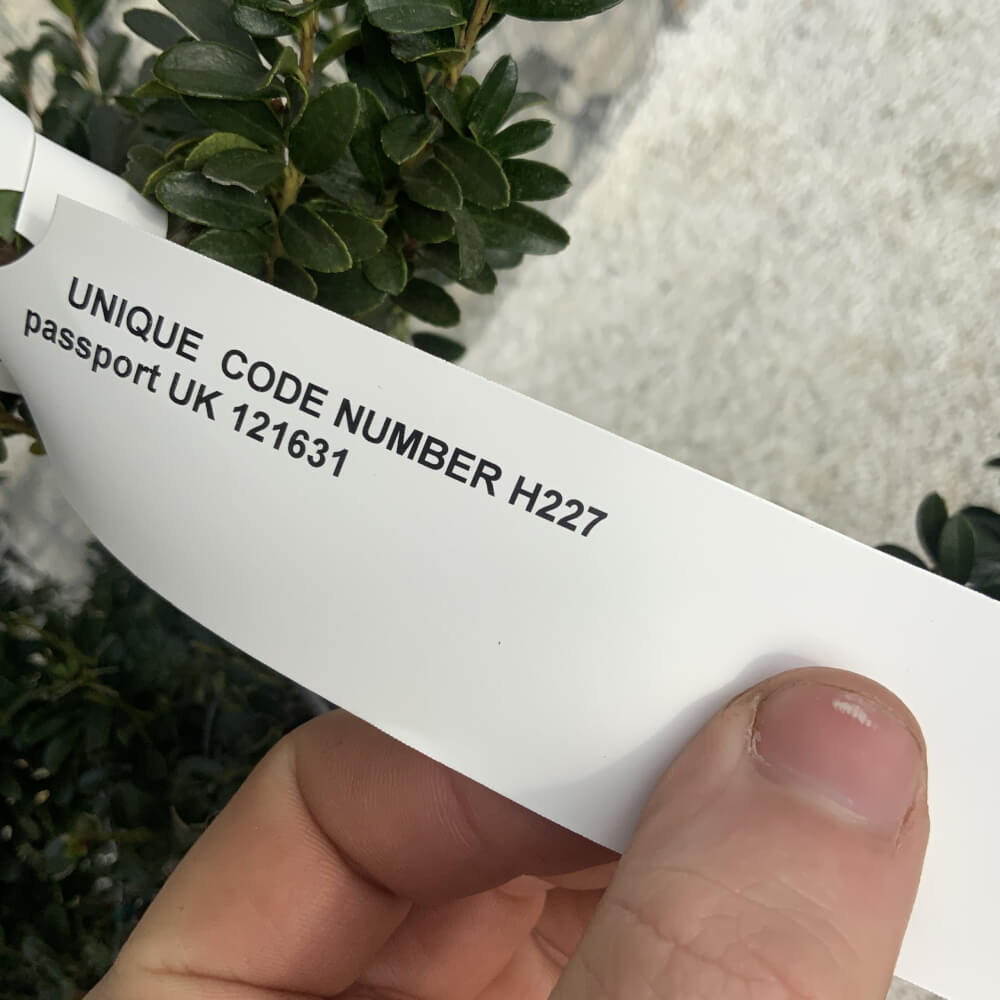 UNIQUE CODE NUMBER H227
passport UK 121631